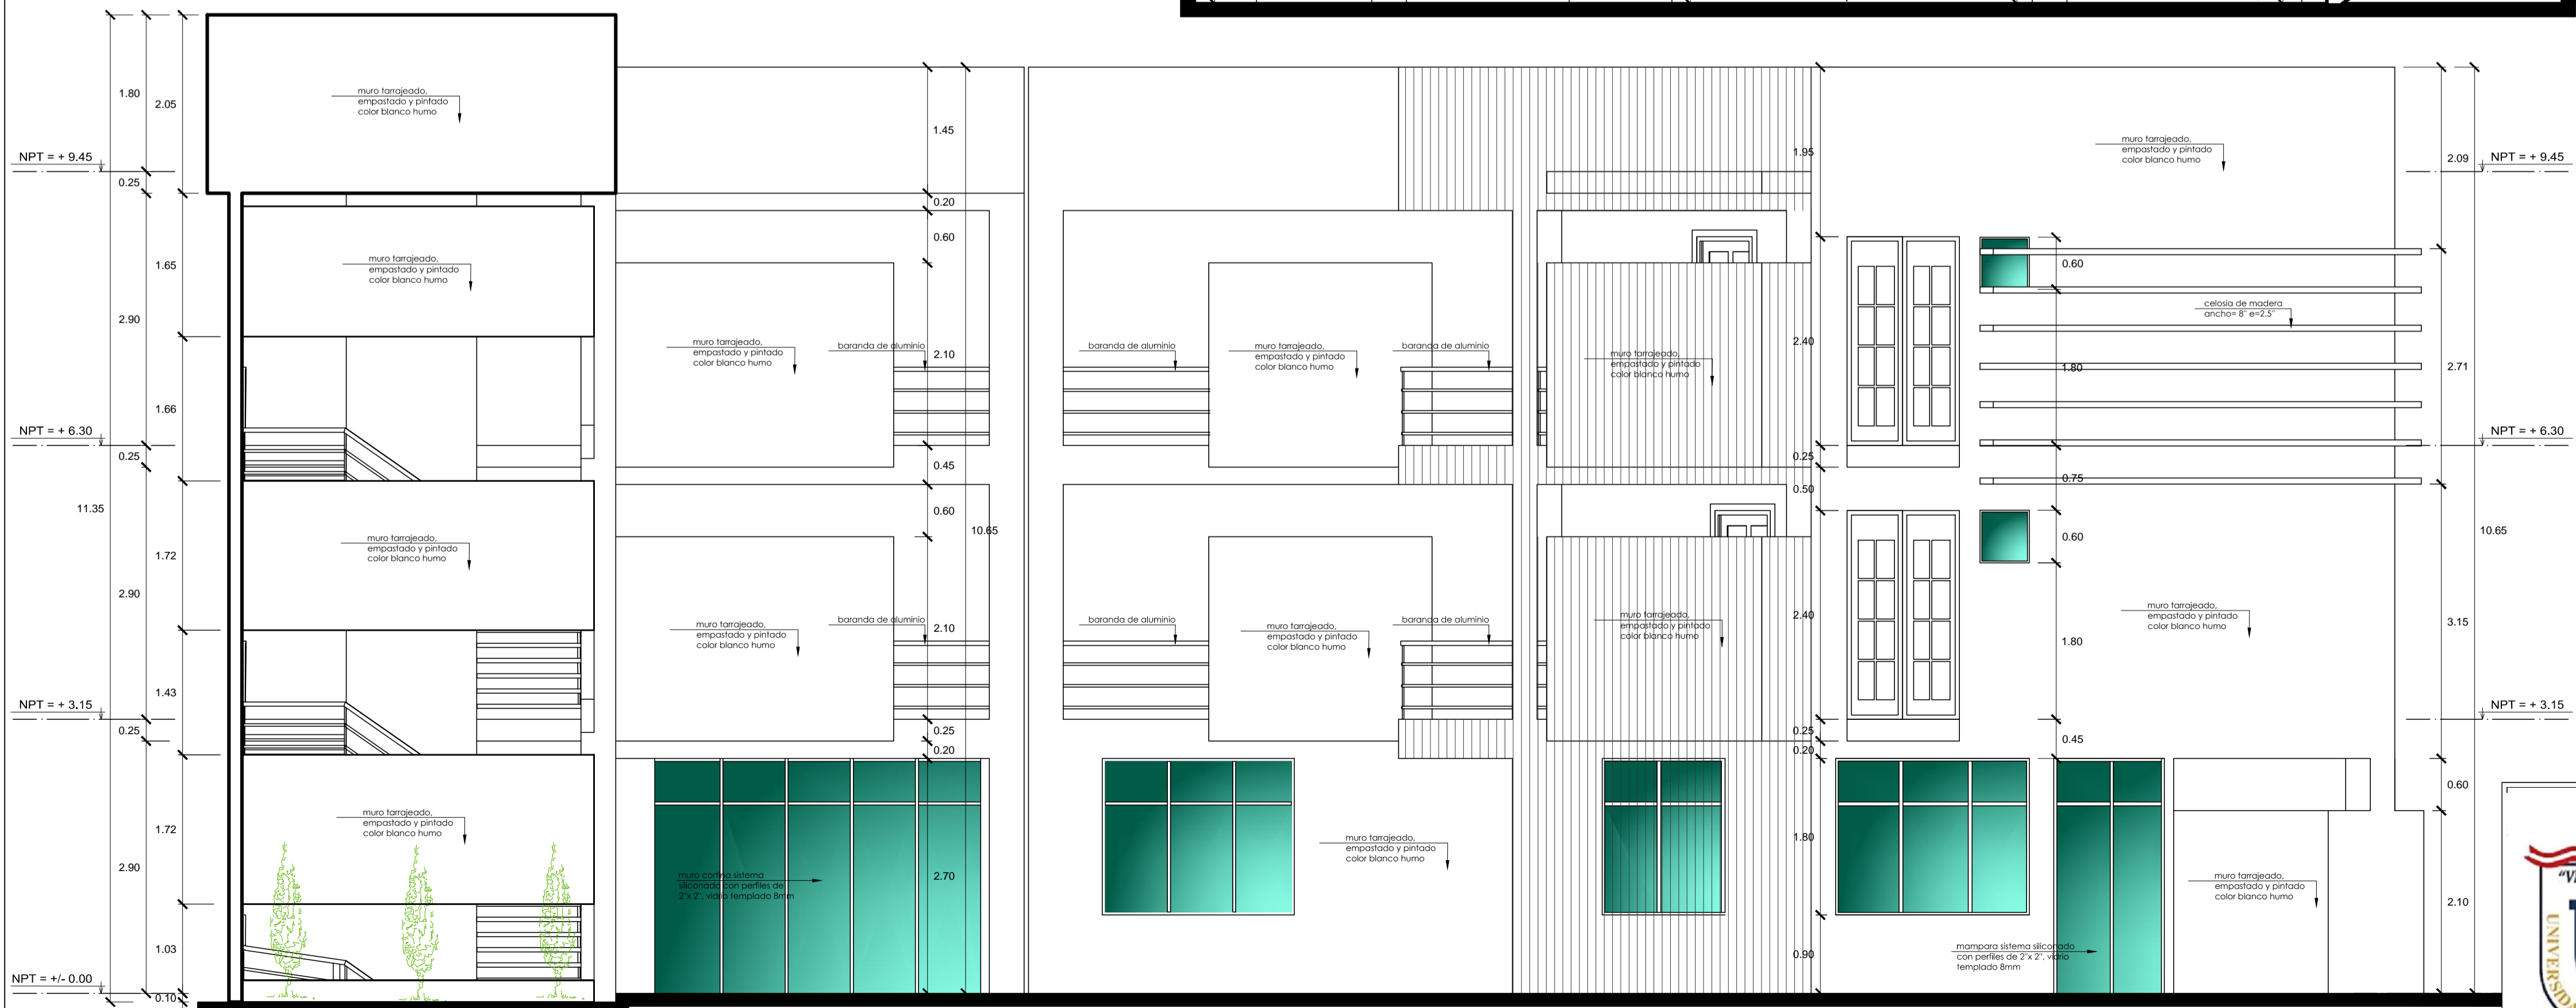 1.80
2.05
muro tarrajeado,
empastado y pintado
color blanco humo
1.45
1.95
muro tarrajeado,
empastado y pintado
color blanco humo
NPT = + 9.45
2.09
NPT = + 9.45
0.25
0.20
0.60
1.65
muro tarrajeado,
empastado y pintado
color blanco humo
0.60
2.90
celosia de madera
ancho= 8" e=2.5"
muro tarrajeado,
empastado y pintado
color blanco humo
baranda de aluminio
2.10
baranda de aluminio
muro tarrajeado,
empastado y pintado
color blanco humo
baranda de aluminio
muro tarrajeado,
empastado y pintado
color blanco humo
2.40
1.80
2.71
1.66
NPT = + 6.30
NPT = + 6.30
0.25
0.45
0.25
0.75
0.50
11.35
0.60
10.65
0.60
10.65
1.72
muro tarrajeado,
empastado y pintado
color blanco humo
2.90
muro tarrajeado,
empastado y pintado
color blanco humo
baranda de aluminio
2.10
baranda de aluminio
muro tarrajeado,
empastado y pintado
color blanco humo
baranda de aluminio
muro tarrajeado,
empastado y pintado
color blanco humo
2.40
1.80
muro tarrajeado,
empastado y pintado
color blanco humo
3.15
1.43
NPT = + 3.15
NPT = + 3.15
0.25
0.25
0.20
0.25
0.20
0.45
0.60
1.72
muro tarrajeado,
empastado y pintado
color blanco humo
2.90
muro cortina sistema
siliconado con perfiles de
2"x 2", vidrio templado 8mm
2.70
muro tarrajeado,
empastado y pintado
color blanco humo
1.80
muro tarrajeado,
empastado y pintado
color blanco humo
2.10
1.03
0.90
mampara sistema siliconado
con perfiles de 2"x 2", vidrio
templado 8mm
NPT = +/- 0.00
0.10